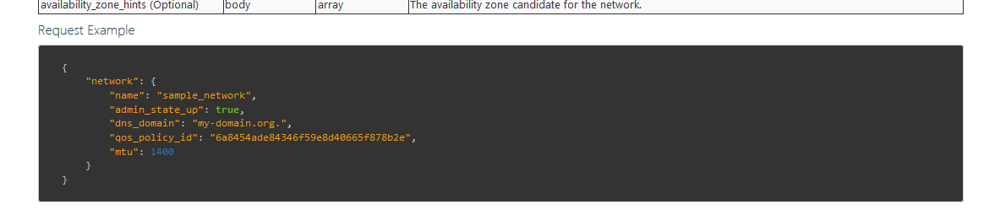 availability_zone_hints (Optional) body array The availability zone candidate for the network.
Request Example
{
"network": {
"name": "sample_network",
"admin_state_up": true,
"dns_domain": "my-domain.org.",
"qos_policy_id": "6a8454ade84346f59e8d40665f878b2e",
"mtu": 1400
}
}